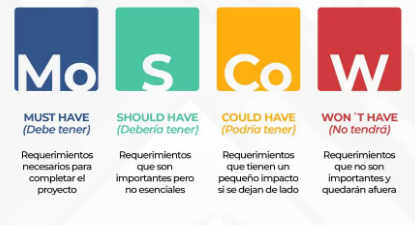 Mo S Co W
MUST HAVE
(Debe tener)
Requerimientos
necesarios para
completar el
proyecto
SHOULD HAVE
(Debería tener)
Requerimientos
que son
importantes pero
no esenciales
COULD HAVE
(Podría tener)
Requerimientos
que tienen un
pequeño impacto
si se dejan de lado
WON´T HAVE
(No tendrá)
Requerimientos
que no son
importantes y
quedarán afuera